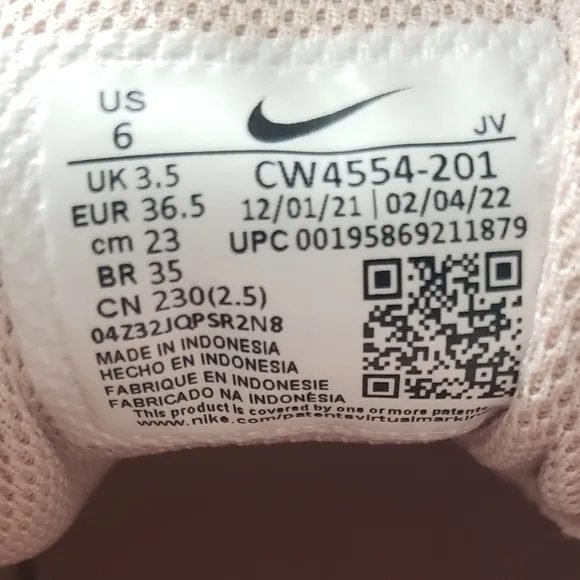 US
6
JV
UK 3.5
EUR 36.5
cm 23
BR 35
CN 230(2.5)
CW4554-201
12/01/21 | 02/04/22
UPC 00195869211879
04Z32JQPSR2N8
MADE IN INDONESIA
HECHO EN INDONESIA
FABRIQUE EN INDONESIE
FABRICADO NA INDONÉSIA
This product is covered by one or more patents
www.nike.com/patentsvirtualmarking